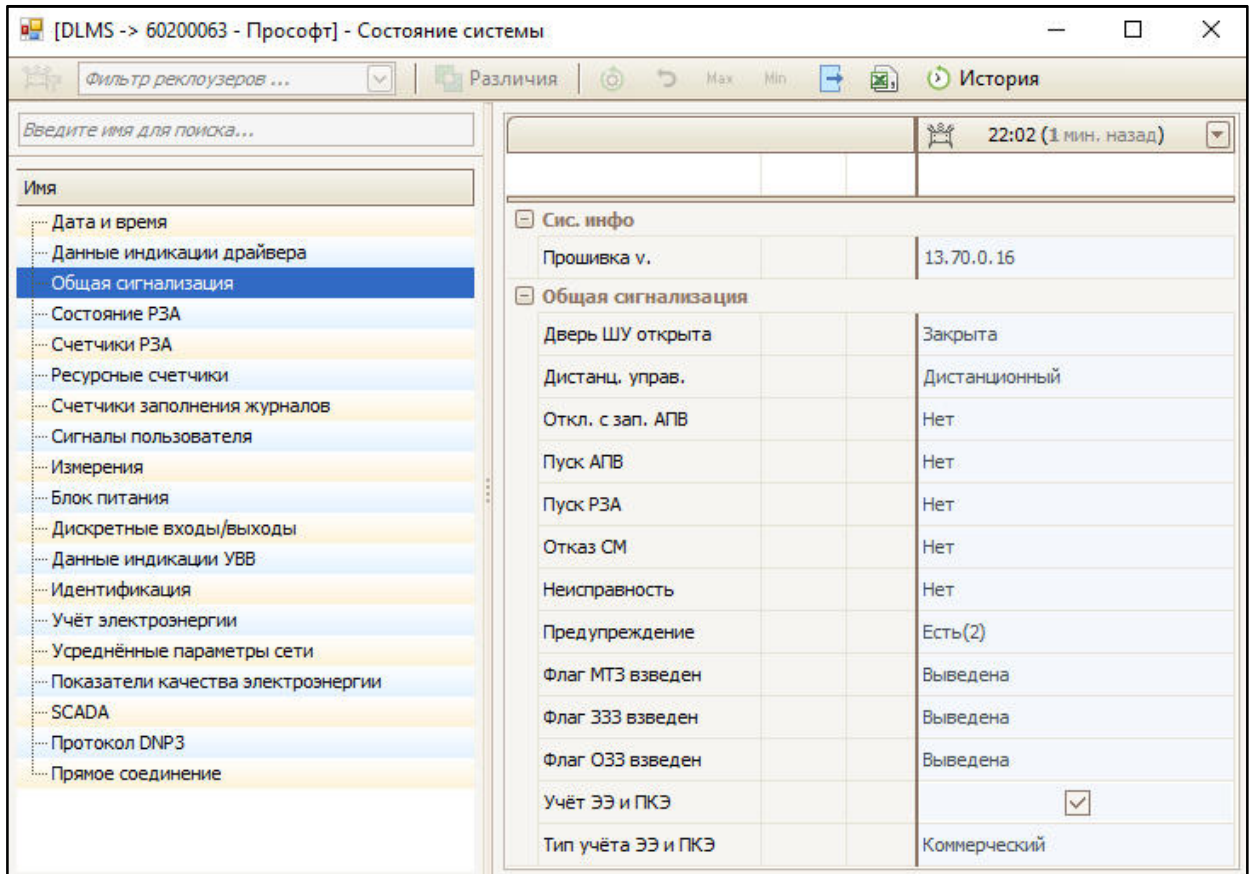 [DLMS -> 60200063 - Прософт] - Состояние системы
Фильтр реклоузеров ... Различия Max Min История
Введите имя для поиска...
22:02 (1 мин. назад)
Имя
Дата и время
Данные индикации драйвера
Общая сигнализация
Состояние РЗА
Счетчики РЗА
Ресурсные счетчики
Счетчики заполнения журналов
Сигналы пользователя
Измерения
Блок питания
Дискретные входы/выходы
Данные индикации УВВ
Идентификация
Учёт электроэнергии
Усреднённые параметры сети
Показатели качества электроэнергии
SCADA
Протокол DNP3
Прямое соединение
Сис. инфо
Прошивка v. 13.70.0.16
Общая сигнализация
Дверь ШУ открыта Закрыта
Дистанц. управ. Дистанционный
Откл. с зап. АПВ Нет
Пуск АПВ Нет
Пуск РЗА Нет
Отказ СМ Нет
Неисправность Нет
Предупреждение Есть(2)
Флаг МТЗ взведен Выведена
Флаг ЗЗЗ взведен Выведена
Флаг ОЗЗ взведен Выведена
Учёт ЭЭ и ПКЭ
Тип учёта ЭЭ и ПКЭ Коммерческий